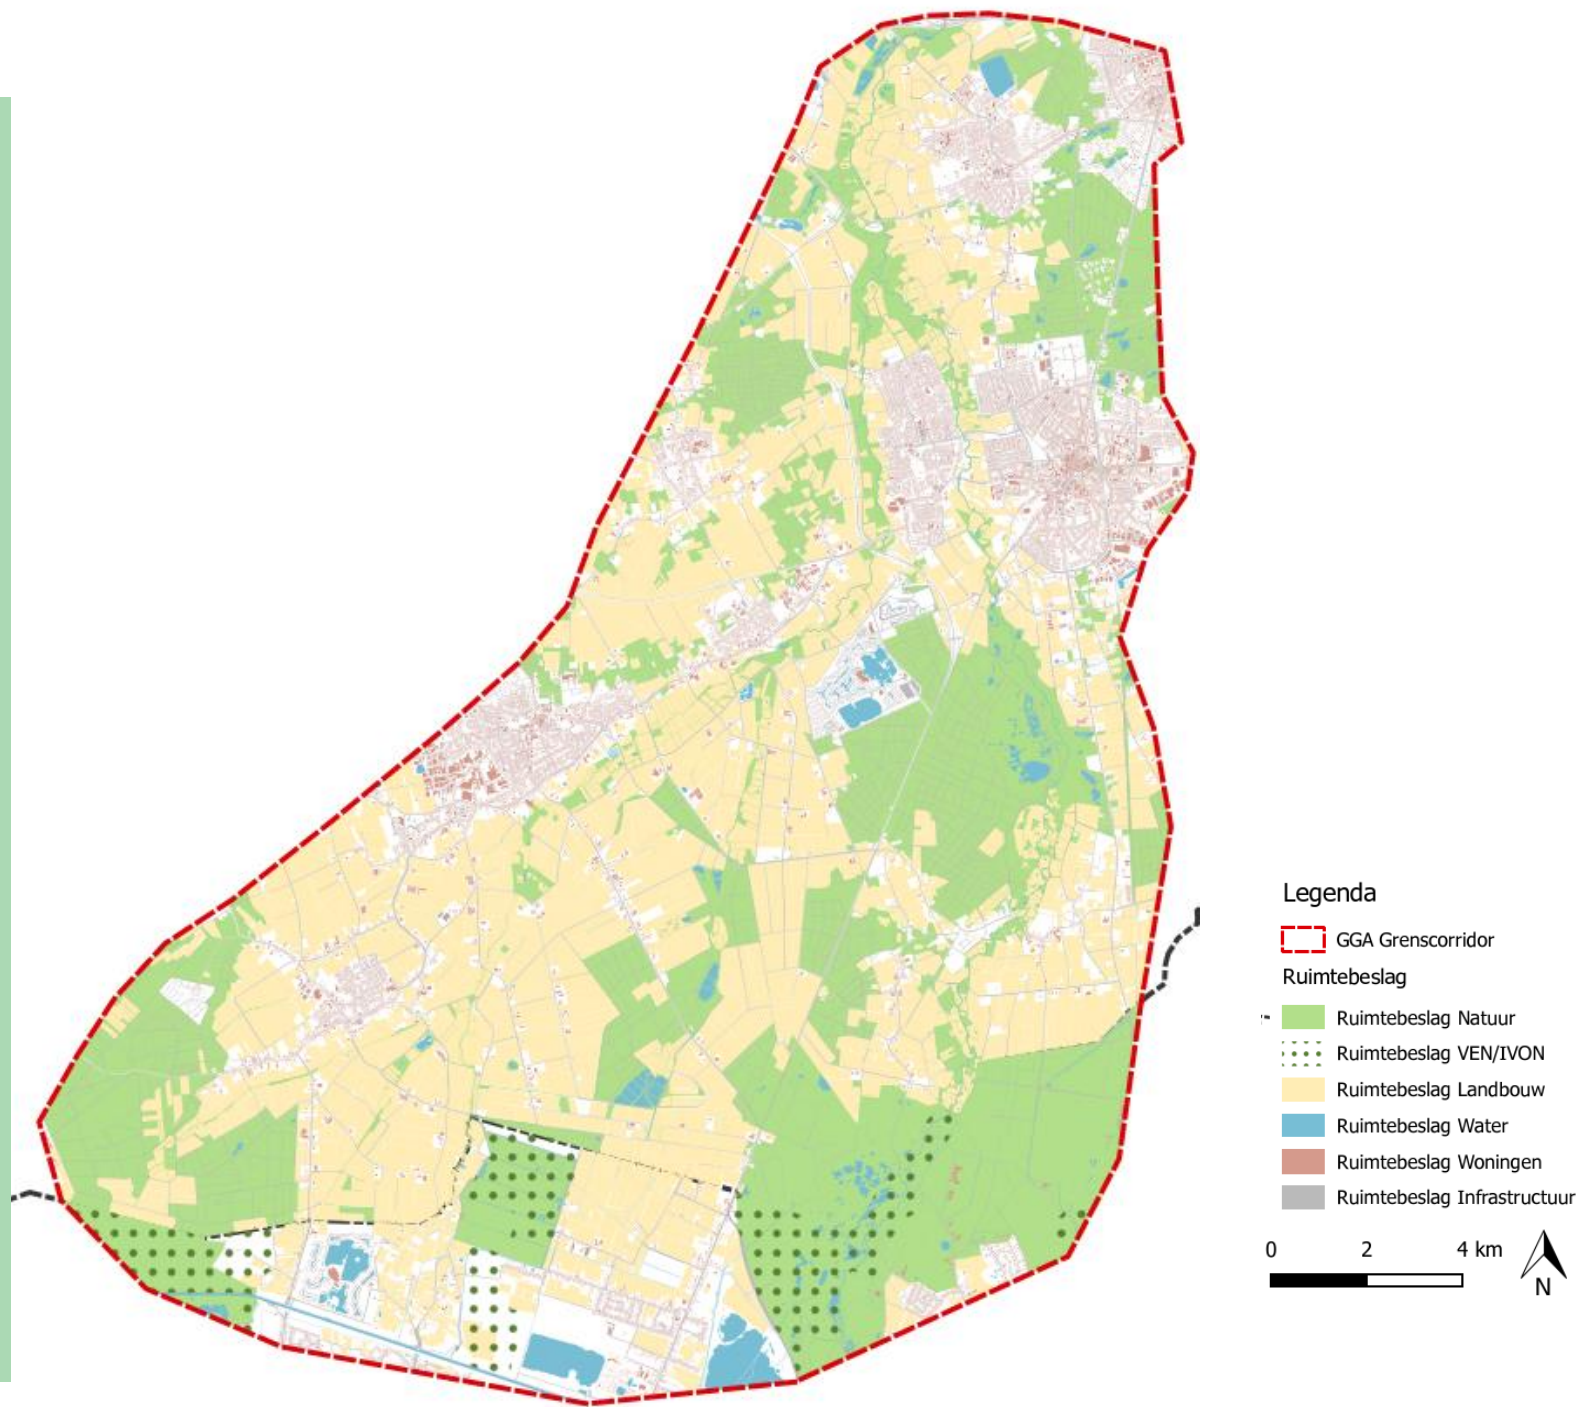 Legenda
GGA Grenscorridor
Ruimtebeslag
Ruimtebeslag Natuur
Ruimtebeslag VEN/IVON
Ruimtebeslag Landbouw
Ruimtebeslag Water
Ruimtebeslag Woningen
Ruimtebeslag Infrastructuur
0 2 4 km
N